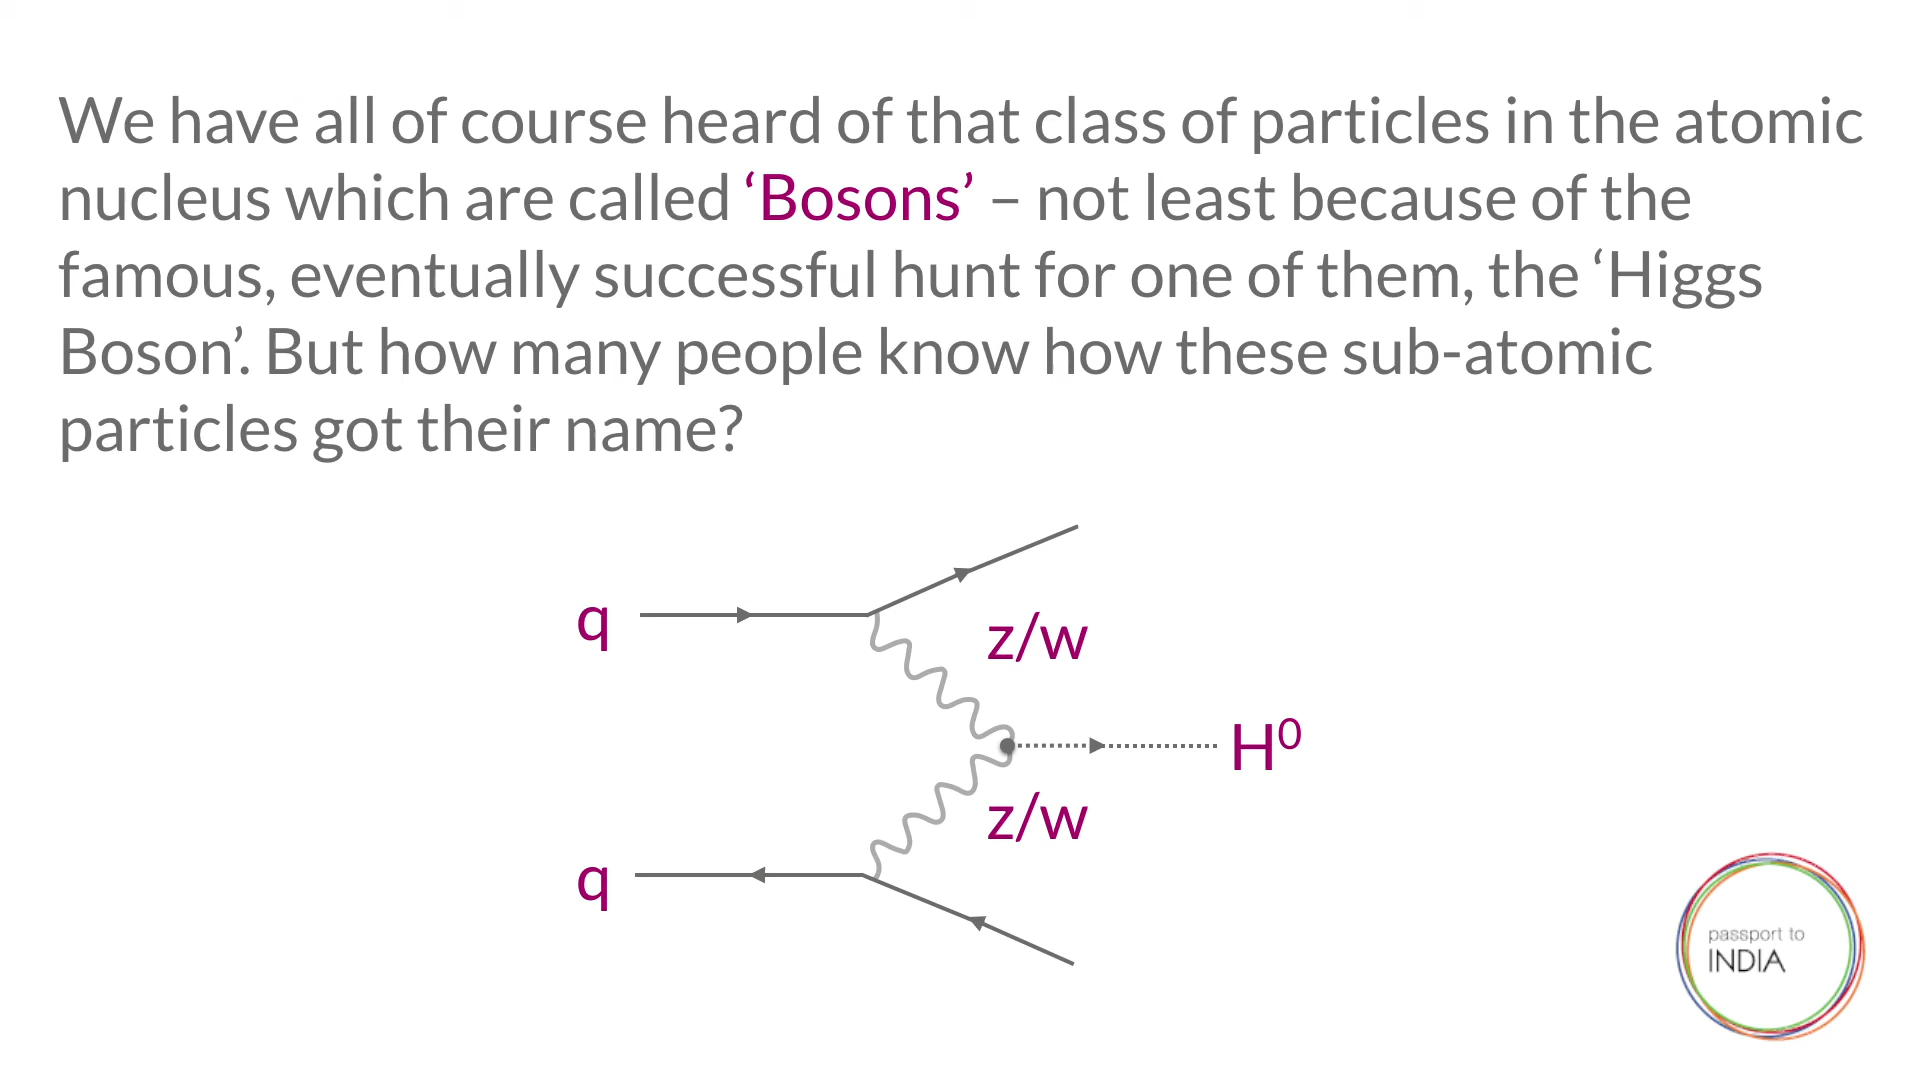 We have all of course heard of that class of particles in the atomic
nucleus which are called ‘Bosons’ – not least because of the
famous, eventually successful hunt for one of them, the ‘Higgs
Boson’. But how many people know how these sub-atomic
particles got their name?
q
z/w
H⁰
z/w
q
passport to
INDIA